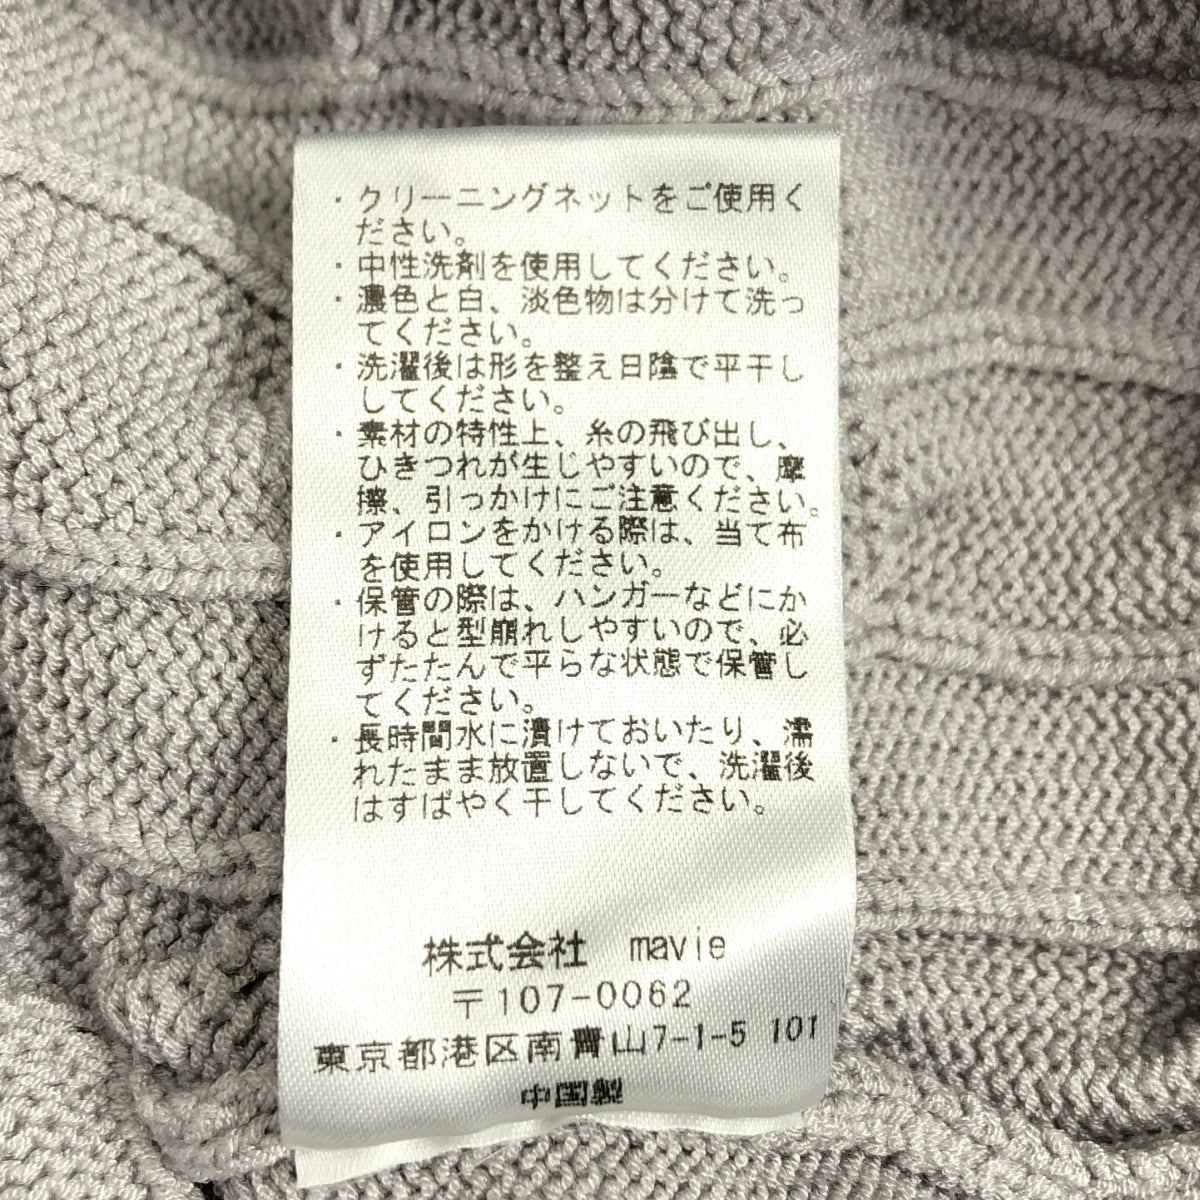 ・クリーニングネットをご使用く
ださい。
・中性洗剤を使用してください。
・濃色と白、淡色物は分けて洗っ
てください。
・洗濯後は形を整え日陰で平干し
してください。
・素材の特性上、糸の飛び出し、
ひきつれが生じやすいので、摩
擦、引っかけにご注意ください。
・アイロンをかける際は、当て布
を使用してください。
・保管の際は、ハンガーなどにか
けると型崩れしやすいので、必
ずたたんで平らな状態で保管し
てください。
・長時間水に漬けておいたり、濡
れたまま放置しないで、洗濯後
はすばやく干してください。
株式会社 mavie
〒107-0062
東京都港区南青山7-1-5 101
中国製